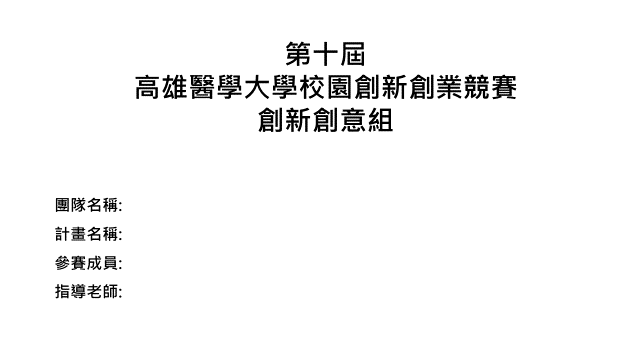 第十屆
高雄醫學大學校園創新創業競賽
創新創意組
團隊名稱:
計畫名稱:
參賽成員:
指導老師: